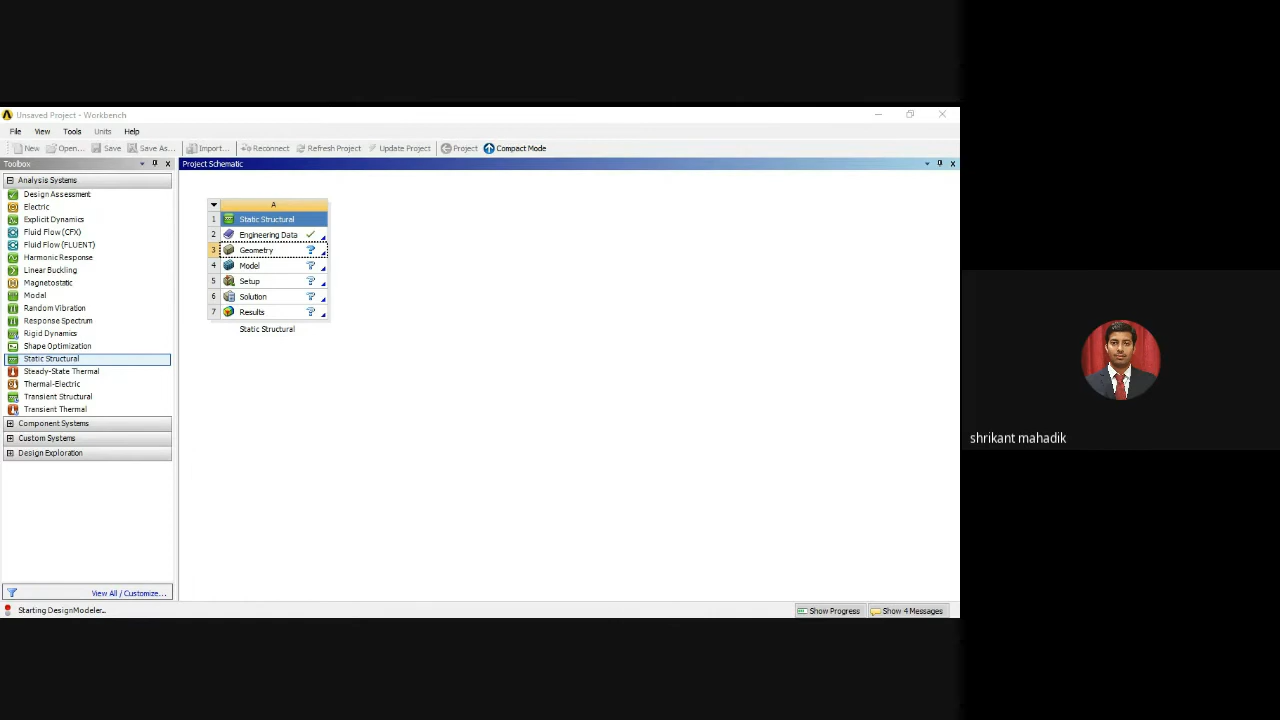 Unsaved Project - Workbench
File View Tools Units Help
New Open... Save Save As... Import... Reconnect Refresh Project Update Project Project Compact Mode
Toolbox
Project Schematic
Analysis Systems
Design Assessment
Electric
Explicit Dynamics
Fluid Flow (CFX)
Fluid Flow (FLUENT)
Harmonic Response
Linear Buckling
Magnetostatic
Modal
Random Vibration
Response Spectrum
Rigid Dynamics
Shape Optimization
Static Structural
Steady-State Thermal
Thermal-Electric
Transient Structural
Transient Thermal
Component Systems
Custom Systems
Design Exploration
View All / Customize...
A
1 Static Structural
2 Engineering Data
3 Geometry ?
4 Model ?
5 Setup ?
6 Solution ?
7 Results ?
Static Structural
Starting DesignModeler...
Show Progress Show 4 Messages
shrikant mahadik